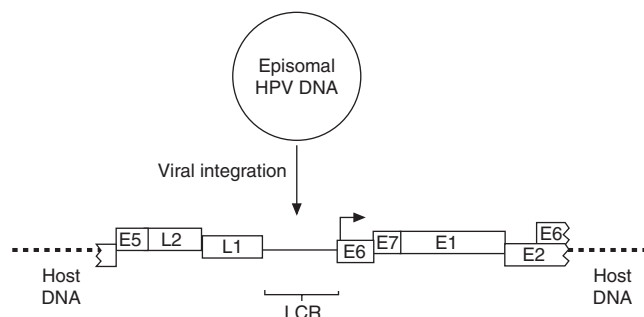 Episomal
HPV DNA
Viral integration
E5 L2 L1 E6 E7 E1 E2 E6
Host
DNA
Host
DNA
LCR